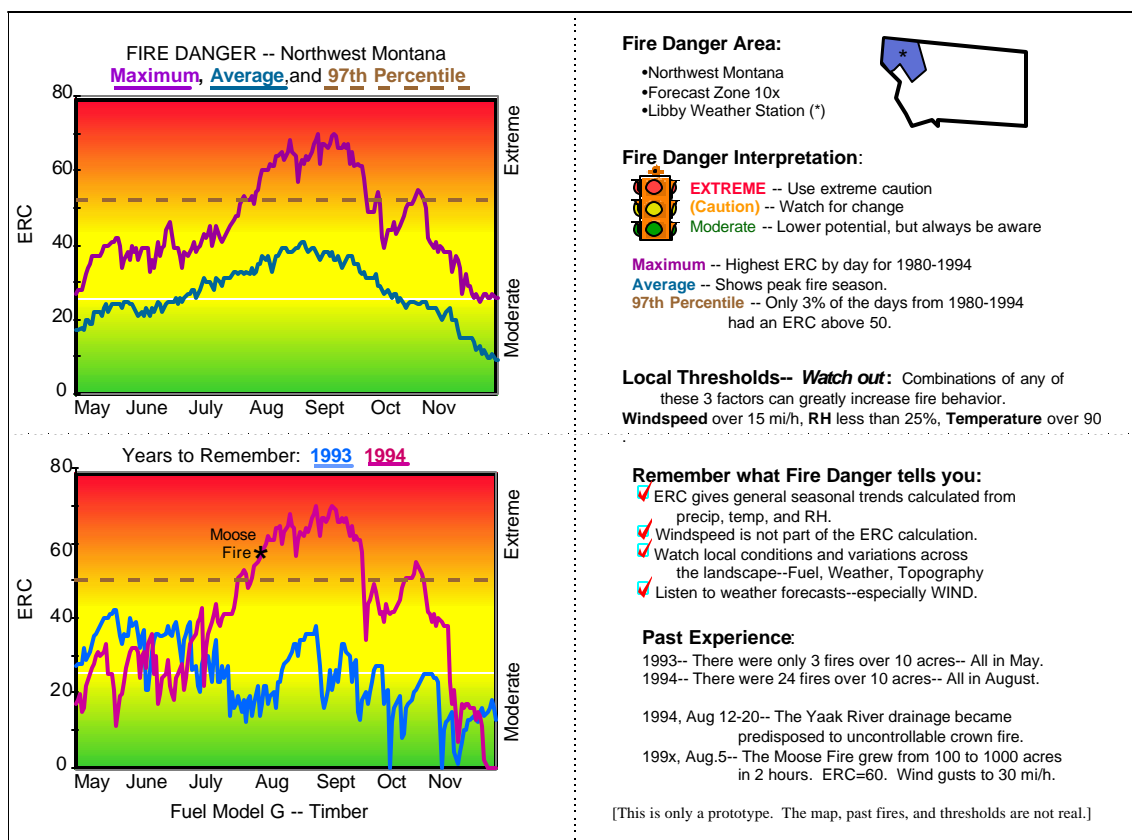 FIRE DANGER -- Northwest Montana
Maximum, Average,and 97th Percentile
80
60
40
20
0
ERC
Extreme
Moderate
May June July Aug Sept Oct Nov
Fire Danger Area:
•Northwest Montana
•Forecast Zone 10x
•Libby Weather Station (*)
*
Fire Danger Interpretation:
EXTREME -- Use extreme caution
(Caution) -- Watch for change
Moderate -- Lower potential, but always be aware
Maximum -- Highest ERC by day for 1980-1994
Average -- Shows peak fire season.
97th Percentile -- Only 3% of the days from 1980-1994
had an ERC above 50.
Local Thresholds-- Watch out: Combinations of any of
these 3 factors can greatly increase fire behavior.
Windspeed over 15 mi/h, RH less than 25%, Temperature over 90
.
Years to Remember: 1993 1994
80
60
40
20
0
ERC
Moose
Fire *
Extreme
Moderate
May June July Aug Sept Oct Nov
Fuel Model G -- Timber
Remember what Fire Danger tells you:
ERC gives general seasonal trends calculated from
precip, temp, and RH.
Windspeed is not part of the ERC calculation.
Watch local conditions and variations across
the landscape--Fuel, Weather, Topography
Listen to weather forecasts--especially WIND.
Past Experience:
1993-- There were only 3 fires over 10 acres-- All in May.
1994-- There were 24 fires over 10 acres-- All in August.
1994, Aug 12-20-- The Yaak River drainage became
predisposed to uncontrollable crown fire.
199x, Aug.5-- The Moose Fire grew from 100 to 1000 acres
in 2 hours. ERC=60. Wind gusts to 30 mi/h.
[This is only a prototype. The map, past fires, and thresholds are not real.]